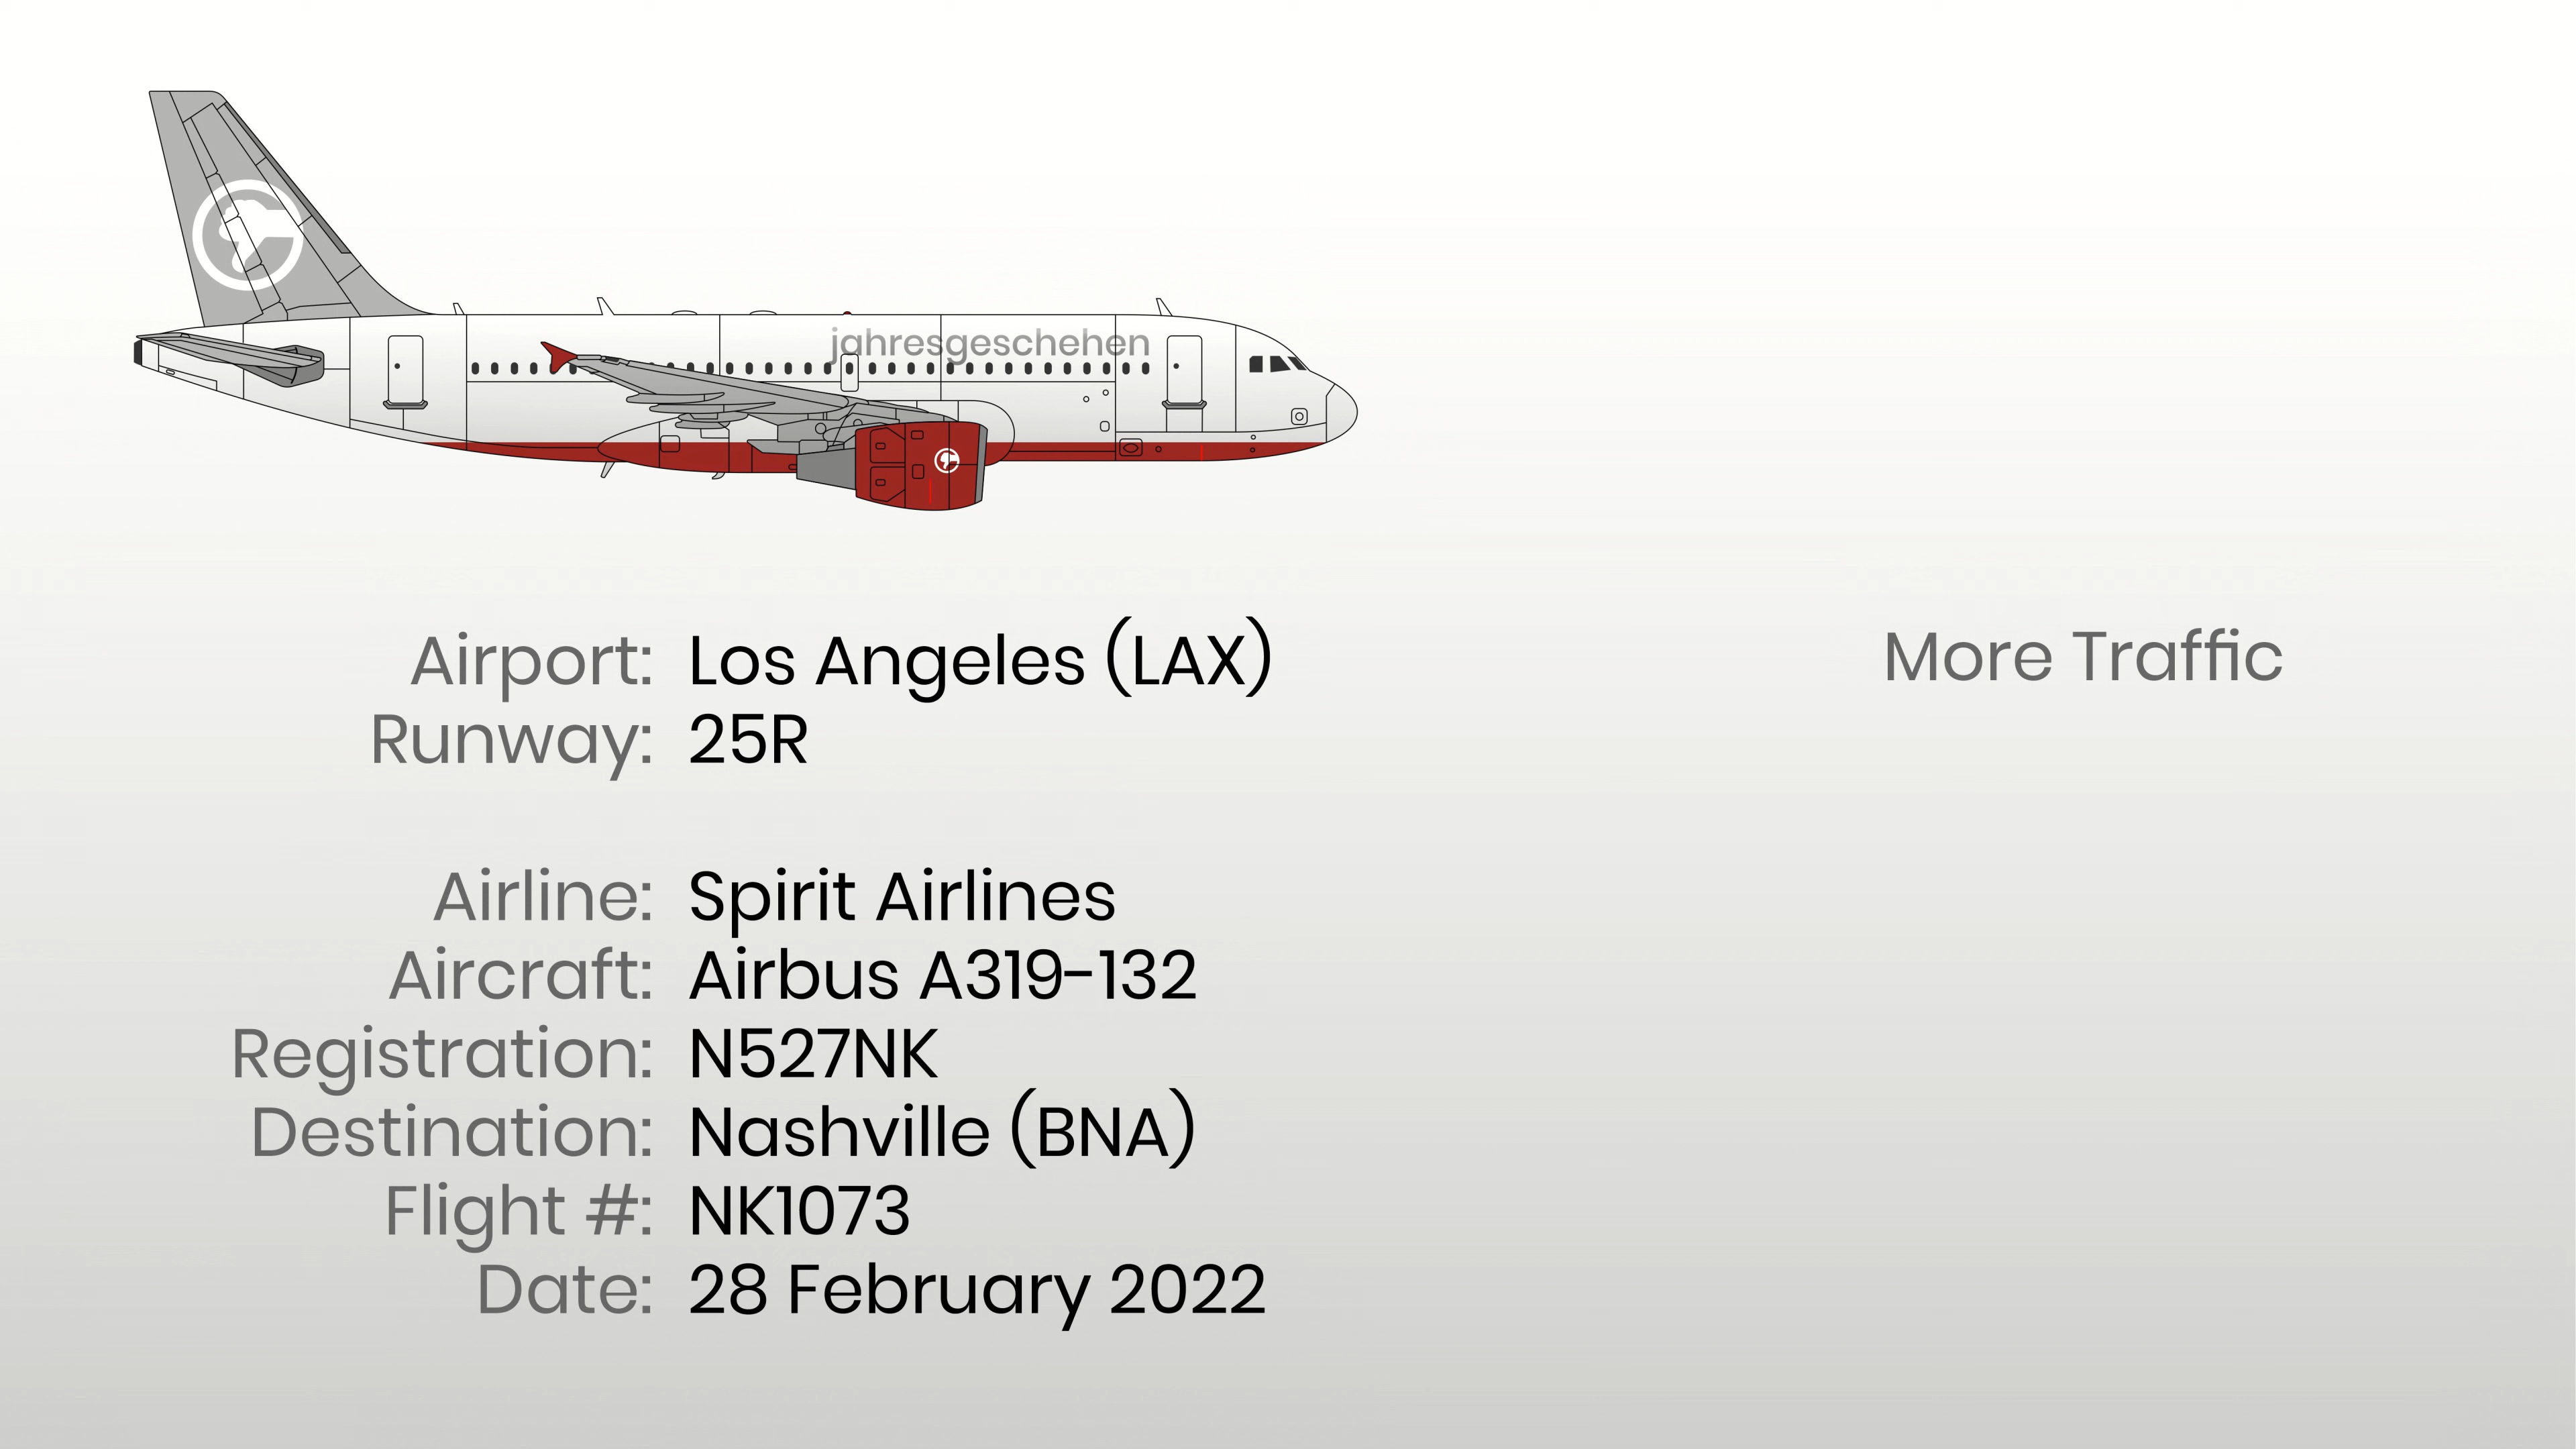 jahresgeschehen
Airport: Los Angeles (LAX)
Runway: 25R
Airline: Spirit Airlines
Aircraft: Airbus A319-132
Registration: N527NK
Destination: Nashville (BNA)
Flight #: NK1073
Date: 28 February 2022
More Traffic